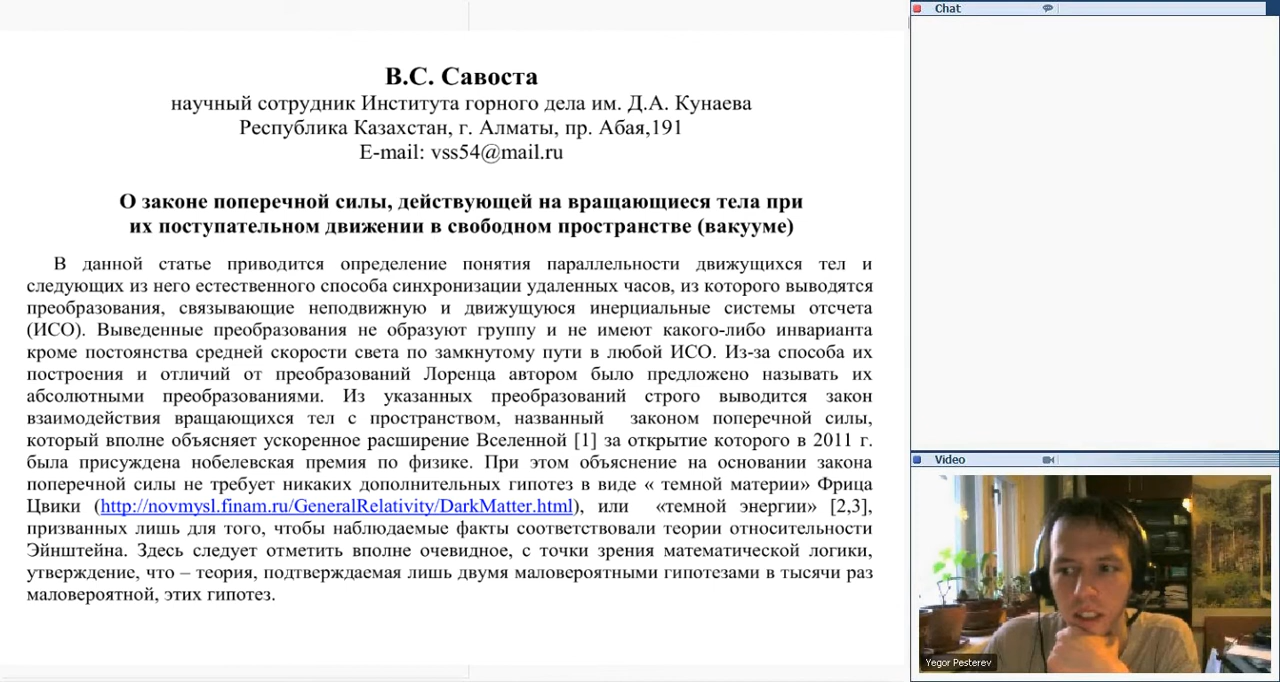 В.С. Савоста
научный сотрудник Института горного дела им. Д.А. Кунаева
Республика Казахстан, г. Алматы, пр. Абая,191
E-mail: vss54@mail.ru
О законе поперечной силы, действующей на вращающиеся тела при
их поступательном движении в свободном пространстве (вакууме)
В данной статье приводится определение понятия параллельности движущихся тел и
следующих из него естественного способа синхронизации удаленных часов, из которого выводятся
преобразования, связывающие неподвижную и движущуюся инерциальные системы отсчета
(ИСО). Выведенные преобразования не образуют группу и не имеют какого-либо инварианта
кроме постоянства средней скорости света по замкнутому пути в любой ИСО. Из-за способа их
построения и отличий от преобразований Лоренца автором было предложено называть их
абсолютными преобразованиями. Из указанных преобразований строго выводится закон
взаимодействия вращающихся тел с пространством, названный законом поперечной силы,
который вполне объясняет ускоренное расширение Вселенной [1] за открытие которого в 2011 г.
была присуждена нобелевская премия по физике. При этом объяснение на основании закона
поперечной силы не требует никаких дополнительных гипотез в виде « темной материи» Фрица
Цвики (http://novmysl.finam.ru/GeneralRelativity/DarkMatter.html), или «темной энергии» [2,3],
призванных лишь для того, чтобы наблюдаемые факты соответствовали теории относительности
Эйнштейна. Здесь следует отметить вполне очевидное, с точки зрения математической логики,
утверждение, что – теория, подтверждаемая лишь двумя маловероятными гипотезами в тысячи раз
маловероятной, этих гипотез.
Chat
Video
Yegor Pesterev